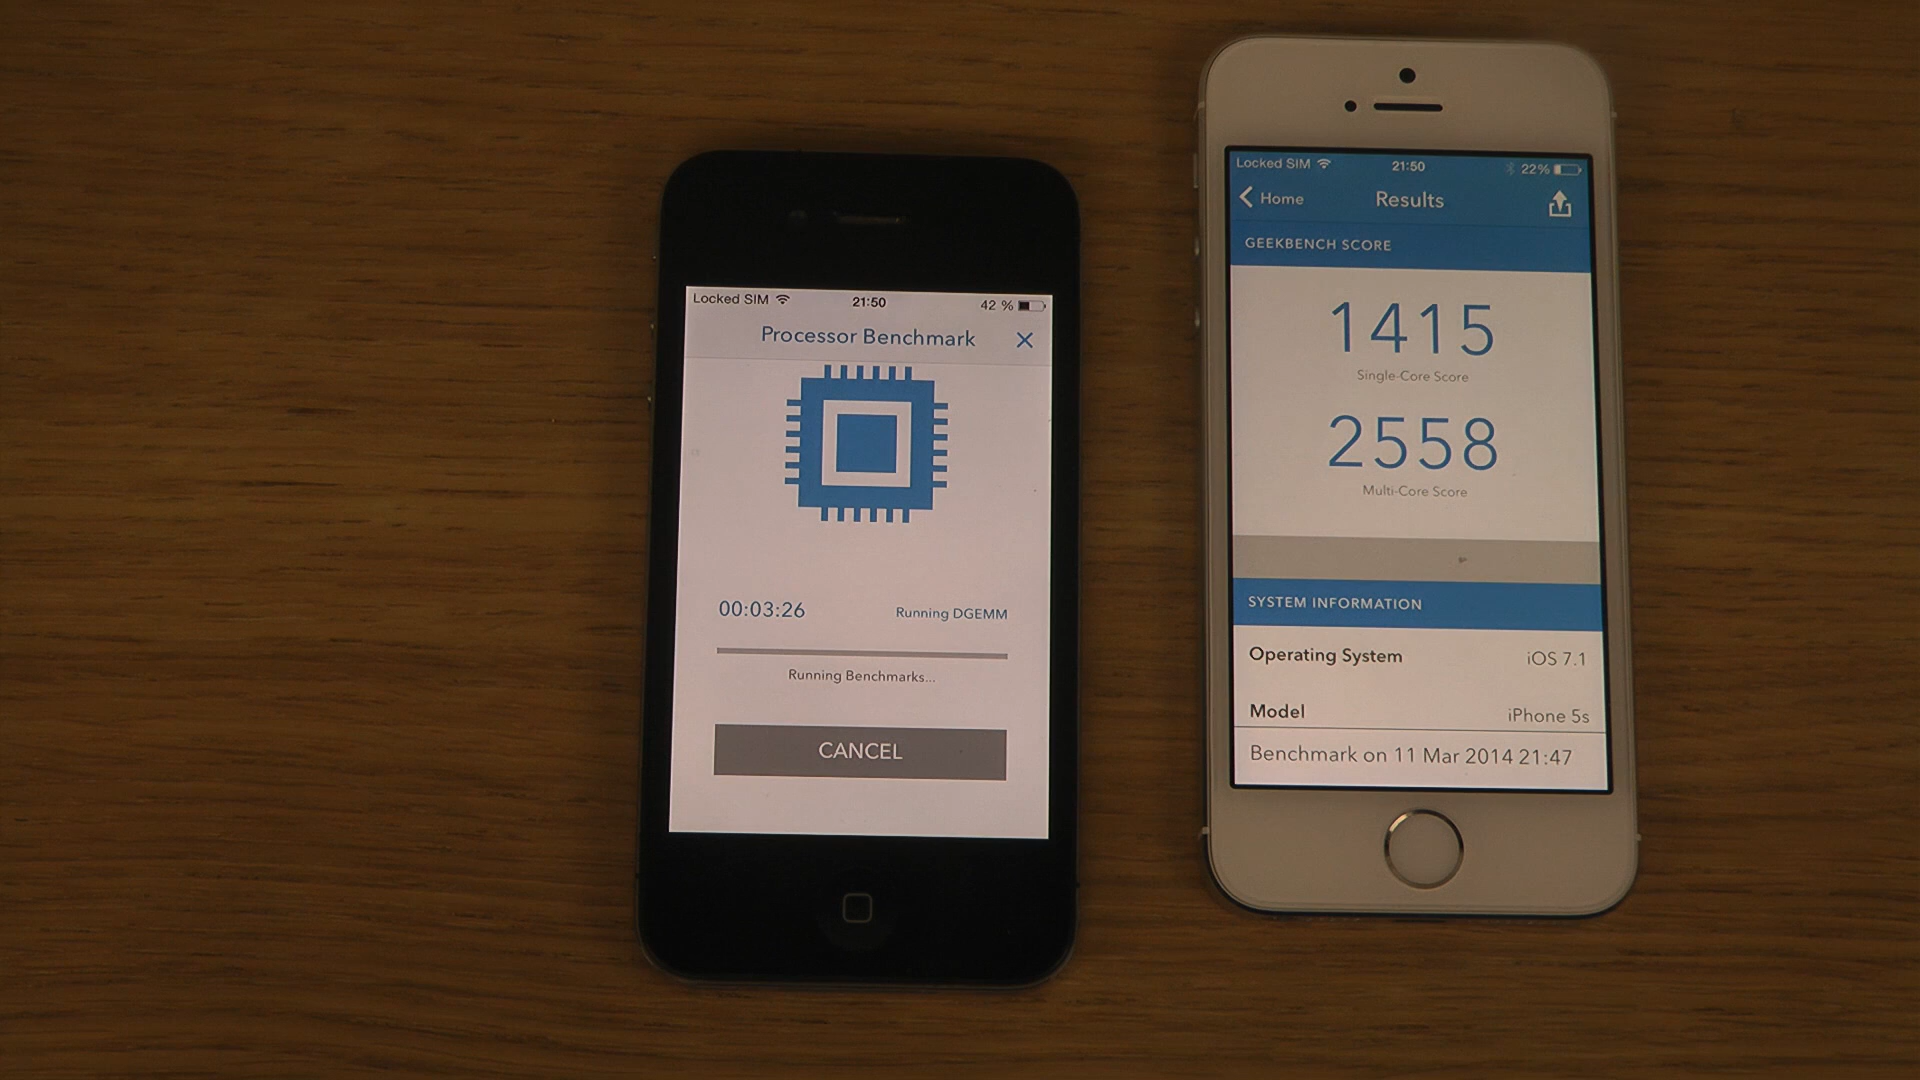 Locked SIM 21:50 42 %
Processor Benchmark
00:03:26 Running DGEMM
Running Benchmarks...
CANCEL
Locked SIM 21:50 22%
Home Results
GEEKBENCH SCORE
1415
Single-Core Score
2558
Multi-Core Score
SYSTEM INFORMATION
Operating System iOS 7.1
Model iPhone 5s
Benchmark on 11 Mar 2014 21:47